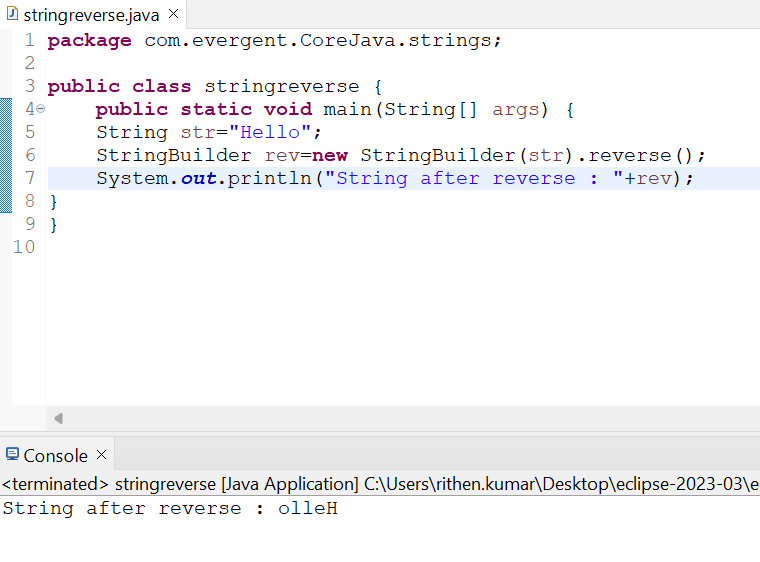 stringreverse.java
1 package com.evergent.CoreJava.strings;
2
3 public class stringreverse {
4 public static void main(String[] args) {
5 String str="Hello";
6 StringBuilder rev=new StringBuilder(str).reverse();
7 System.out.println("String after reverse : "+rev);
8 }
9 }
10
Console
<terminated> stringreverse [Java Application] C:\Users\rithen.kumar\Desktop\eclipse-2023-03\e
String after reverse : olleH